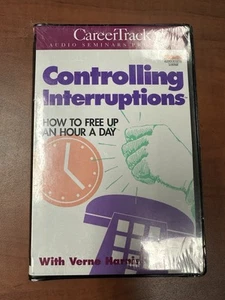 CareerTrack
AUDIO SEMINARS
Controlling
Interruptions
HOW TO FREE UP
AN HOUR A DAY
With Verne